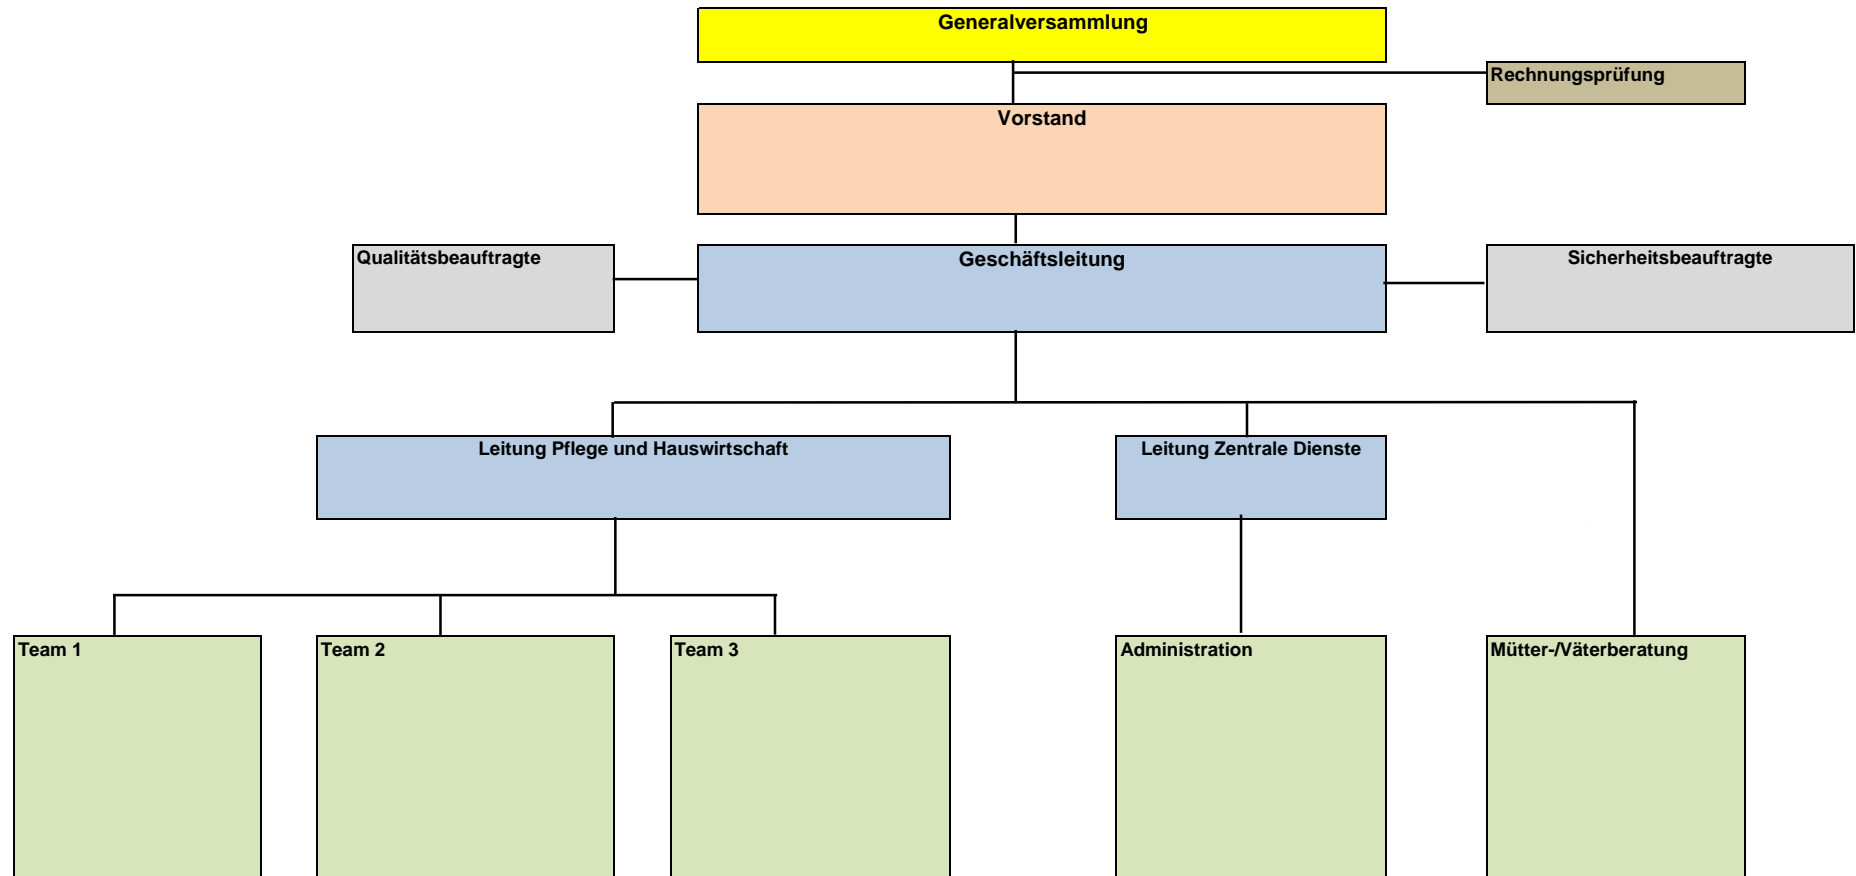 Generalversammlung
Rechnungsprüfung
Vorstand
Qualitätsbeauftragte
Geschäftsleitung
Sicherheitsbeauftragte
Leitung Pflege und Hauswirtschaft
Leitung Zentrale Dienste
Team 1
Team 2
Team 3
Administration
Mütter-/Väterberatung